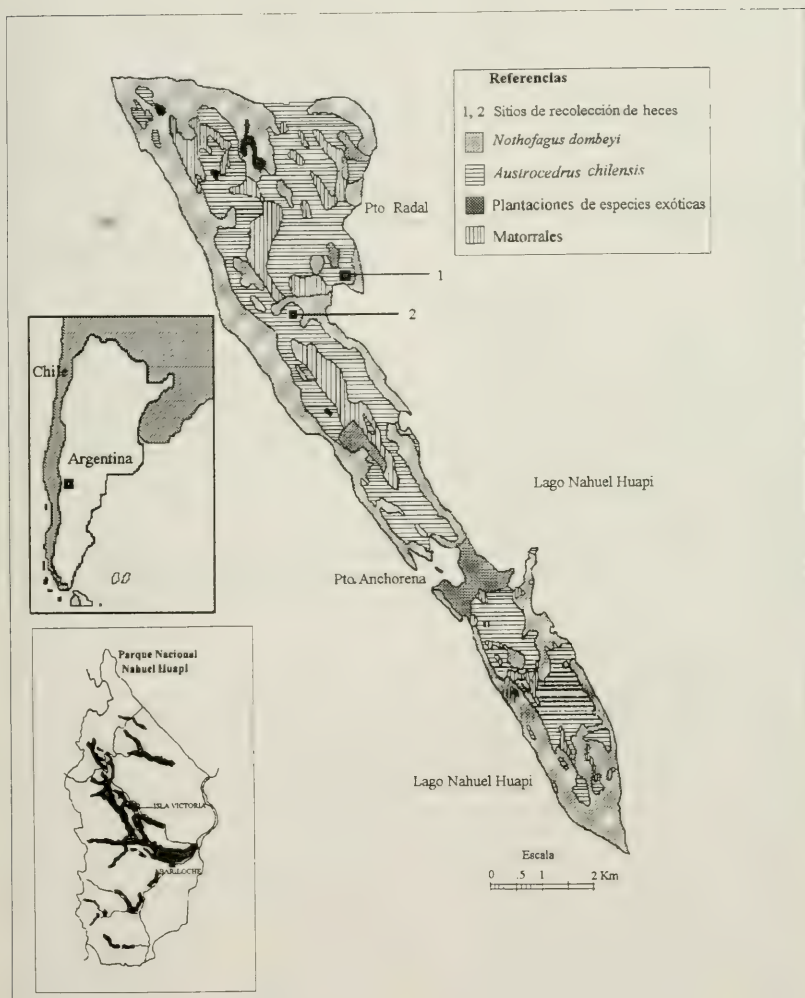 Referencias
1, 2 Sitios de recolección de heces
Nothofagus dombeyi
Austrocedrus chilensis
Plantaciones de especies exóticas
Matorrales
Pto Radal
1
2
Chile
Argentina
Lago Nahuel Huapi
Pto. Anchorena
Parque Nacional
Nahuel Huapi
ISLA VICTORIA
BARILOCHE
Lago Nahuel Huapi
Escala
0 .5 1 2 Km